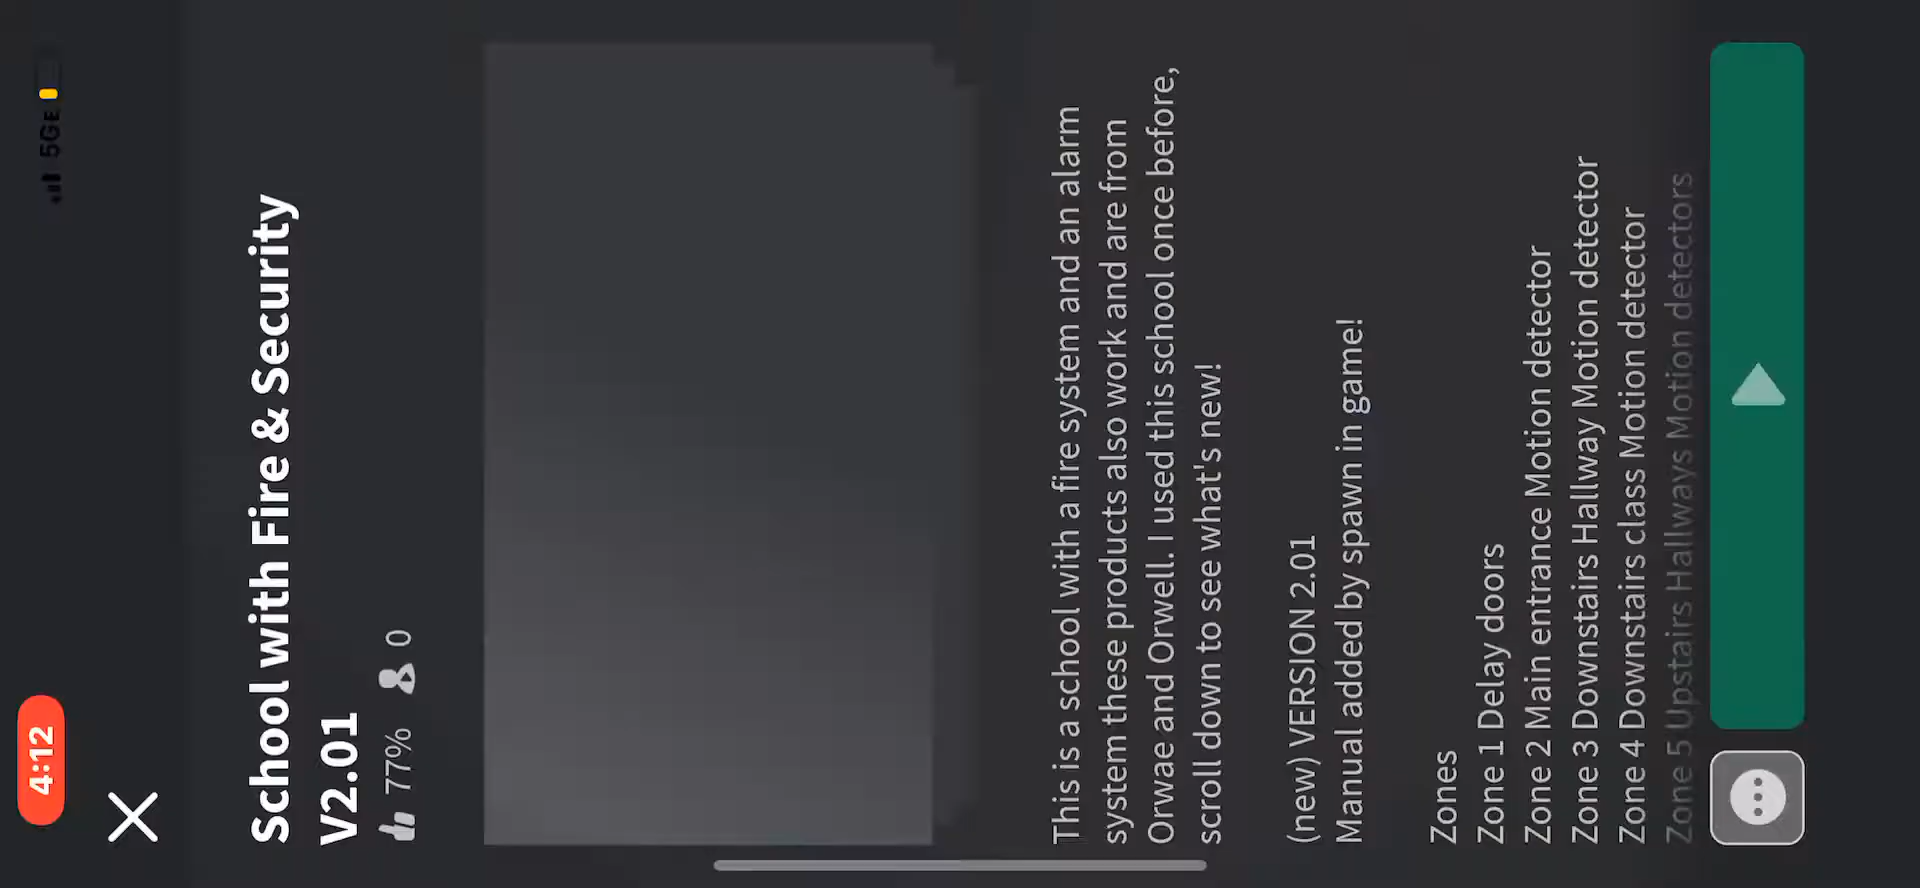 4:12
5GE
School with Fire & Security
V2.01
77% 0
This is a school with a fire system and an alarm
system these products also work and are from
Orwae and Orwell. I used this school once before,
scroll down to see what's new!
(new) VERSION 2.01
Manual added by spawn in game!
Zones
Zone 1 Delay doors
Zone 2 Main entrance Motion detector
Zone 3 Downstairs Hallway Motion detector
Zone 4 Downstairs class Motion detector
Zone 5 Upstairs Hallways Motion detectors